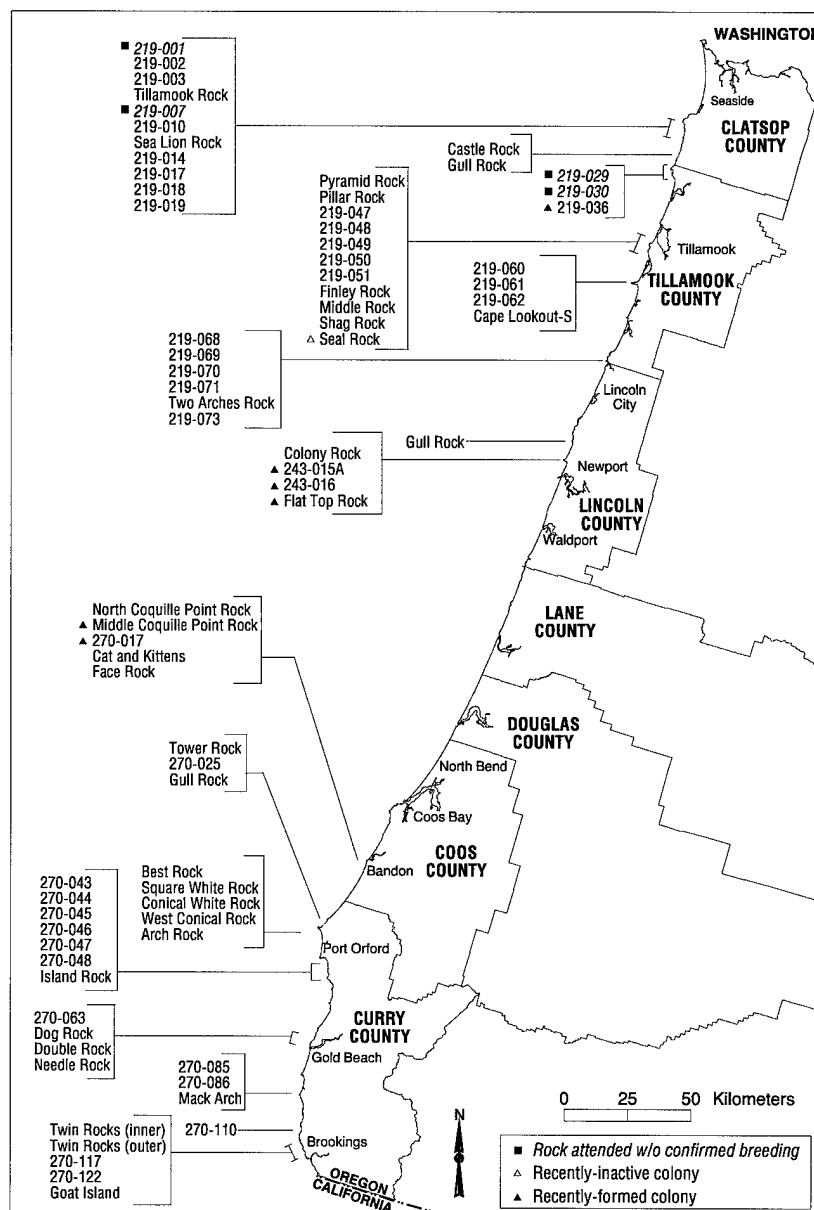 WASHINGTON
■ 219-001
219-002
219-003
Tillamook Rock
■ 219-007
219-010
Sea Lion Rock
219-014
219-017
219-018
219-019
Seaside
CLATSOP
COUNTY
Castle Rock
Gull Rock
■ 219-029
■ 219-030
▲ 219-036
Pyramid Rock
Pillar Rock
219-047
219-048
219-049
219-050
219-051
Finley Rock
Middle Rock
Shag Rock
△ Seal Rock
Tillamook
TILLAMOOK
COUNTY
219-060
219-061
219-062
Cape Lookout-S
219-068
219-069
219-070
219-071
Two Arches Rock
219-073
Lincoln
City
Gull Rock
Colony Rock
▲ 243-015A
▲ 243-016
▲ Flat Top Rock
Newport
LINCOLN
COUNTY
Waldport
North Coquille Point Rock
▲ Middle Coquille Point Rock
▲ 270-017
Cat and Kittens
Face Rock
LANE
COUNTY
DOUGLAS
COUNTY
Tower Rock
270-025
Gull Rock
North Bend
Coos Bay
COOS
COUNTY
Bandon
Best Rock
Square White Rock
Conical White Rock
West Conical Rock
Arch Rock
270-043
270-044
270-045
270-046
270-047
270-048
Island Rock
Port Orford
CURRY
COUNTY
270-063
Dog Rock
Double Rock
Needle Rock
Gold Beach
270-085
270-086
Mack Arch
270-110
Twin Rocks (inner)
Twin Rocks (outer)
270-117
270-122
Goat Island
Brookings
OREGON
CALIFORNIA
N
0 25 50 Kilometers
■ Rock attended w/o confirmed breeding
△ Recently-inactive colony
▲ Recently-formed colony